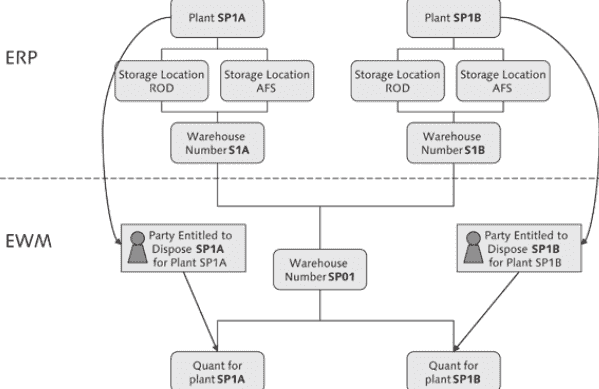 Plant SP1A
Plant SP1B
ERP
Storage Location
ROD
Storage Location
AFS
Storage Location
ROD
Storage Location
AFS
Warehouse
Number S1A
Warehouse
Number S1B
EWM
Party Entitled to
Dispose SP1A
for Plant SP1A
Warehouse
Number SP01
Party Entitled to
Dispose SP1B
for Plant SP1B
Quant for
plant SP1A
Quant for
plant SP1B